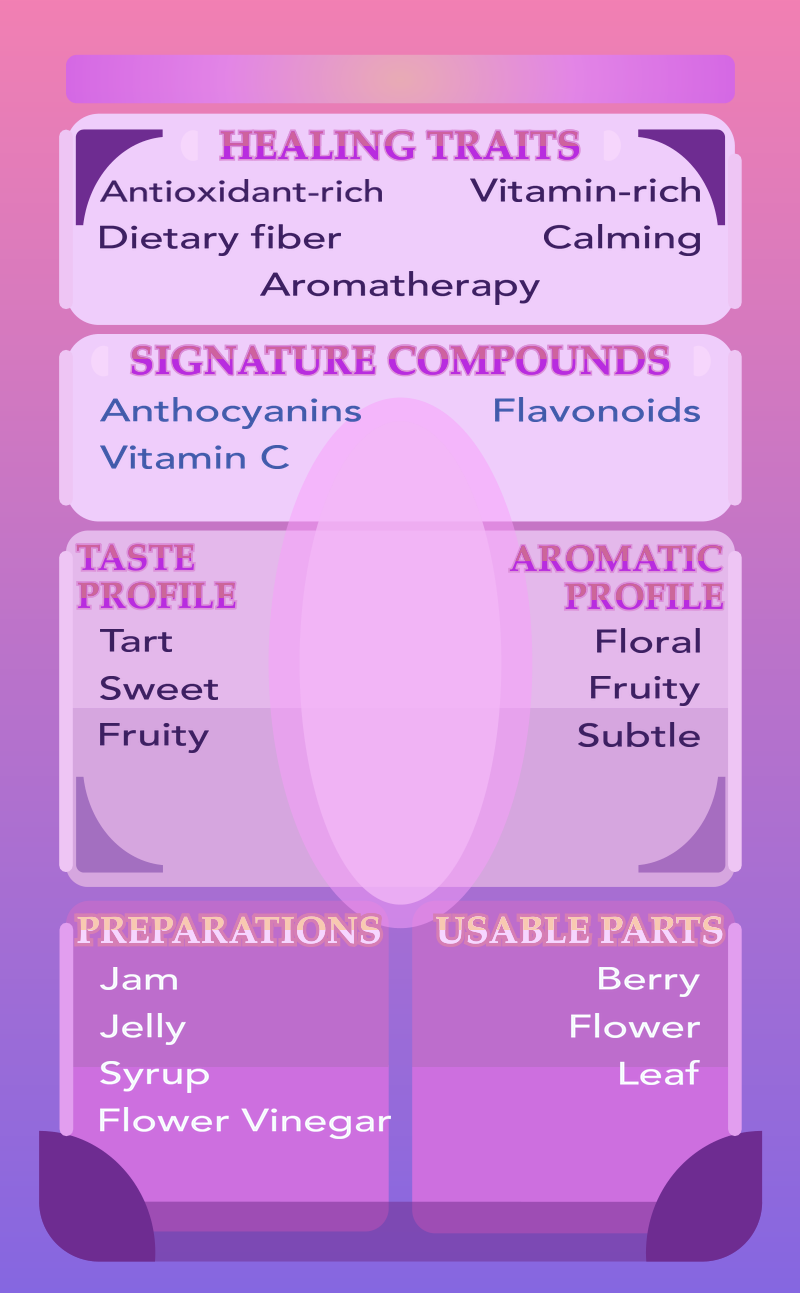 HEALING TRAITS
Antioxidant-rich
Vitamin-rich
Dietary fiber
Calming
Aromatherapy
SIGNATURE COMPOUNDS
Anthocyanins
Flavonoids
Vitamin C
TASTE
PROFILE
Tart
Sweet
Fruity
AROMATIC
PROFILE
Floral
Fruity
Subtle
PREPARATIONS
Jam
Jelly
Syrup
Flower Vinegar
USABLE PARTS
Berry
Flower
Leaf